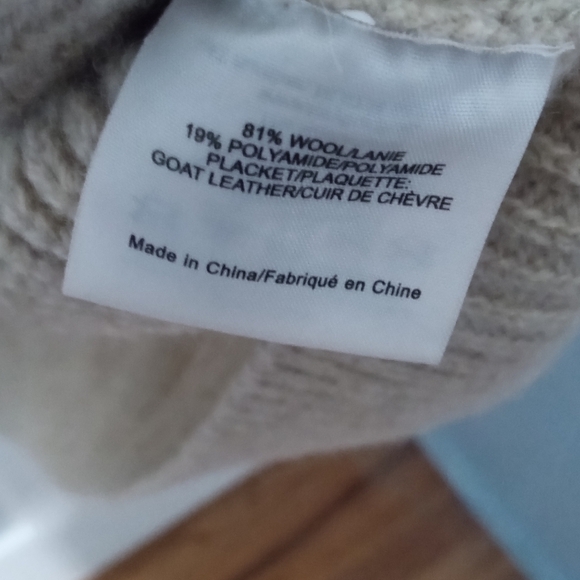 81% WOOL/LANIE
19% POLYAMIDE/POLYAMIDE
PLACKET/PLAQUETTE:
GOAT LEATHER/CUIR DE CHÈVRE
Made in China/Fabriqué en Chine